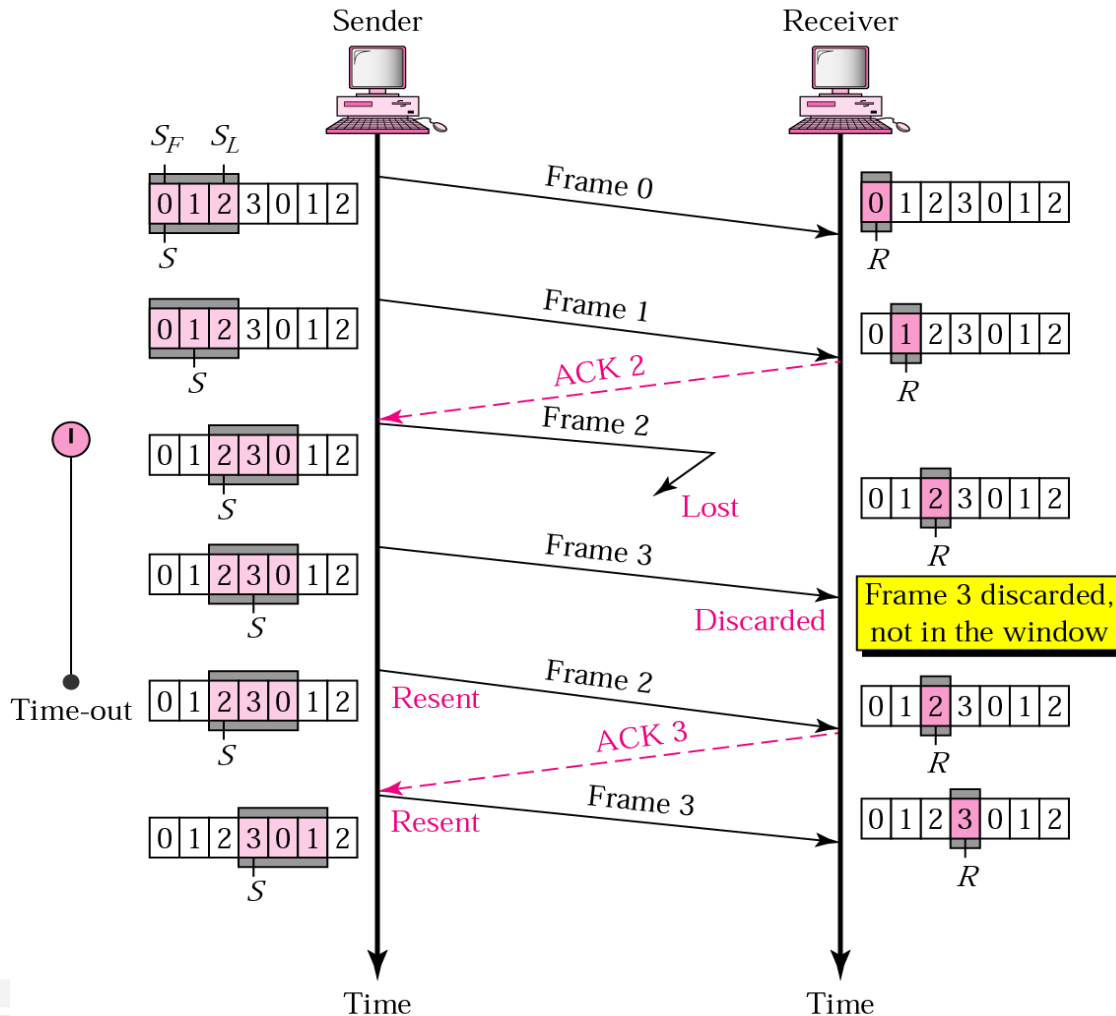 Sender
Receiver
S_F S_L
0 1 2 3 0 1 2
S
Frame 0
0 1 2 3 0 1 2
R
0 1 2 3 0 1 2
S
Frame 1
0 1 2 3 0 1 2
R
ACK 2
0 1 2 3 0 1 2
S
Frame 2
Lost
0 1 2 3 0 1 2
R
0 1 2 3 0 1 2
S
Frame 3
Discarded
Frame 3 discarded,
not in the window
Time-out
0 1 2 3 0 1 2
S
Resent
Frame 2
0 1 2 3 0 1 2
R
ACK 3
0 1 2 3 0 1 2
S
Resent
Frame 3
0 1 2 3 0 1 2
R
Time
Time